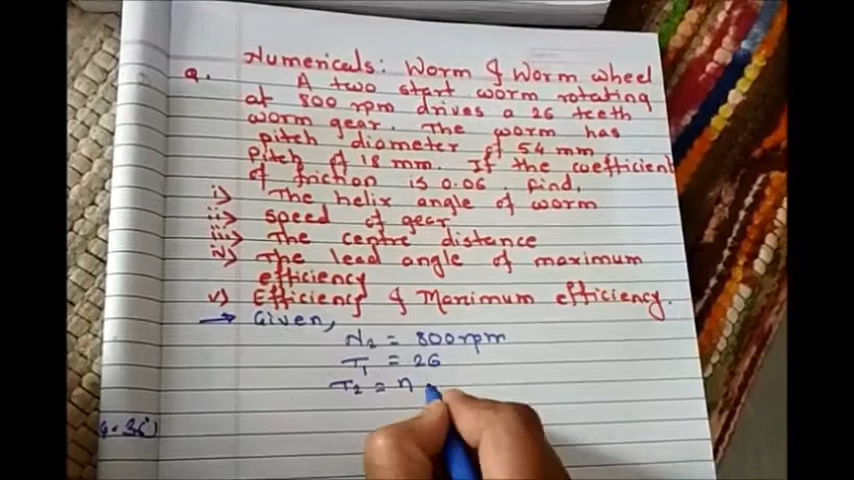 Numericals: Worm & Worm wheel
Q. A two start worm rotating
at 800 rpm drives a 26 teeth
worm gear. The worm has
pitch diameter of 54 mm
pitch of 18 mm. If the coefficient
of friction is 0.06. find,
i) The helix angle of worm
ii) speed of gear
iii) The centre distance
iv) The lead angle of maximum
efficiency
v) Efficiency & Maximum efficiency.
→ Given,
N2 = 800rpm
T1 = 26
T2 = n